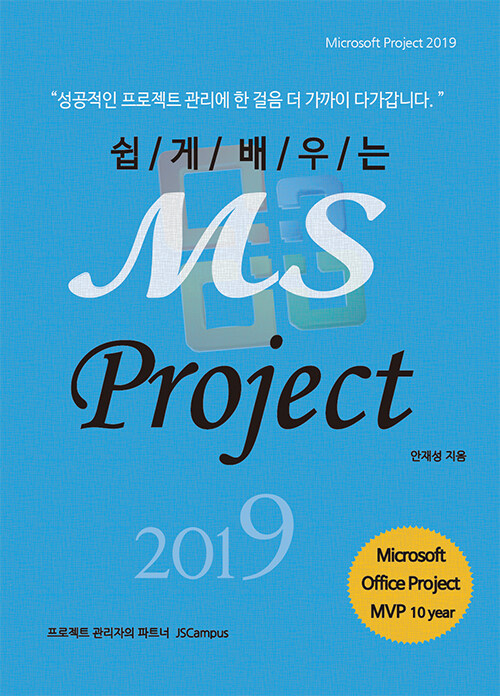 Microsoft Project 2019
“성공적인 프로젝트 관리에 한 걸음 더 가까이 다가갑니다. ”
쉽/게/배/우/는
MS
Project
안재성 지음
2019
Microsoft
Office Project
MVP 10 year
프로젝트 관리자의 파트너 JSCampus